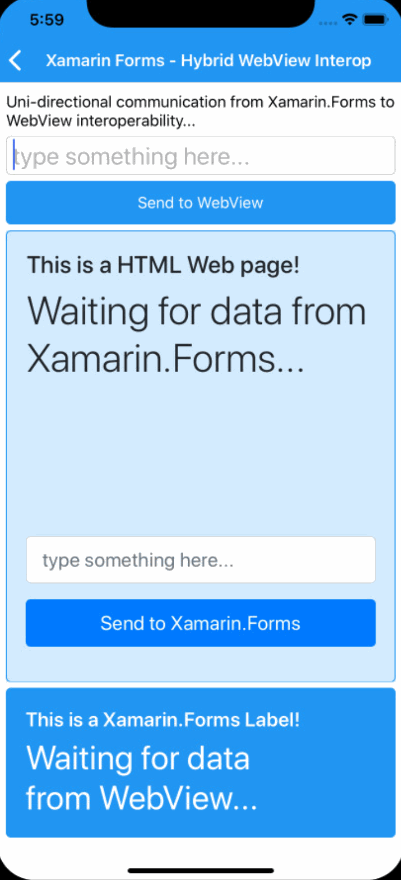 5:59
Xamarin Forms - Hybrid WebView Interop
Uni-directional communication from Xamarin.Forms to
WebView interoperability...
type something here...
Send to WebView
This is a HTML Web page!
Waiting for data from
Xamarin.Forms...
type something here...
Send to Xamarin.Forms
This is a Xamarin.Forms Label!
Waiting for data
from WebView...